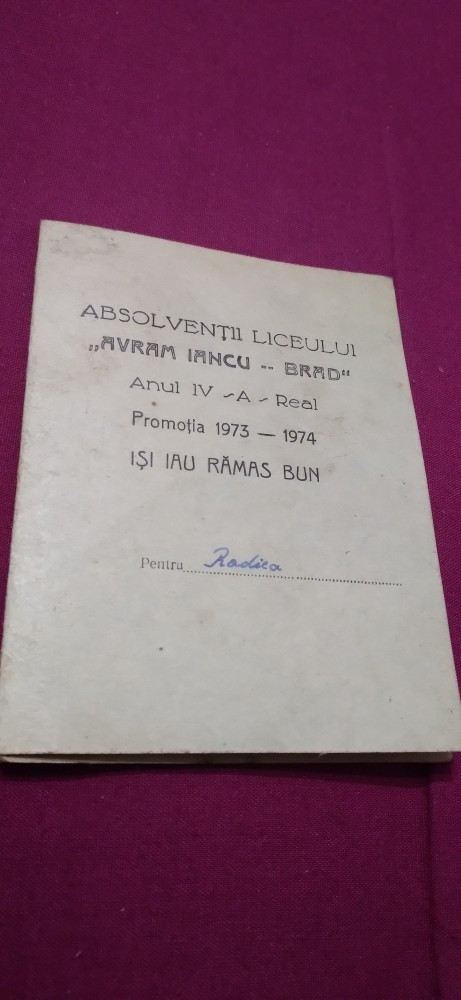 ABSOLVENȚII LICEULUI
„AVRAM IANCU -- BRAD“
Anul IV -A- Real
Promoția 1973 — 1974
IȘI IAU RĂMAS BUN
Pentru Rodica